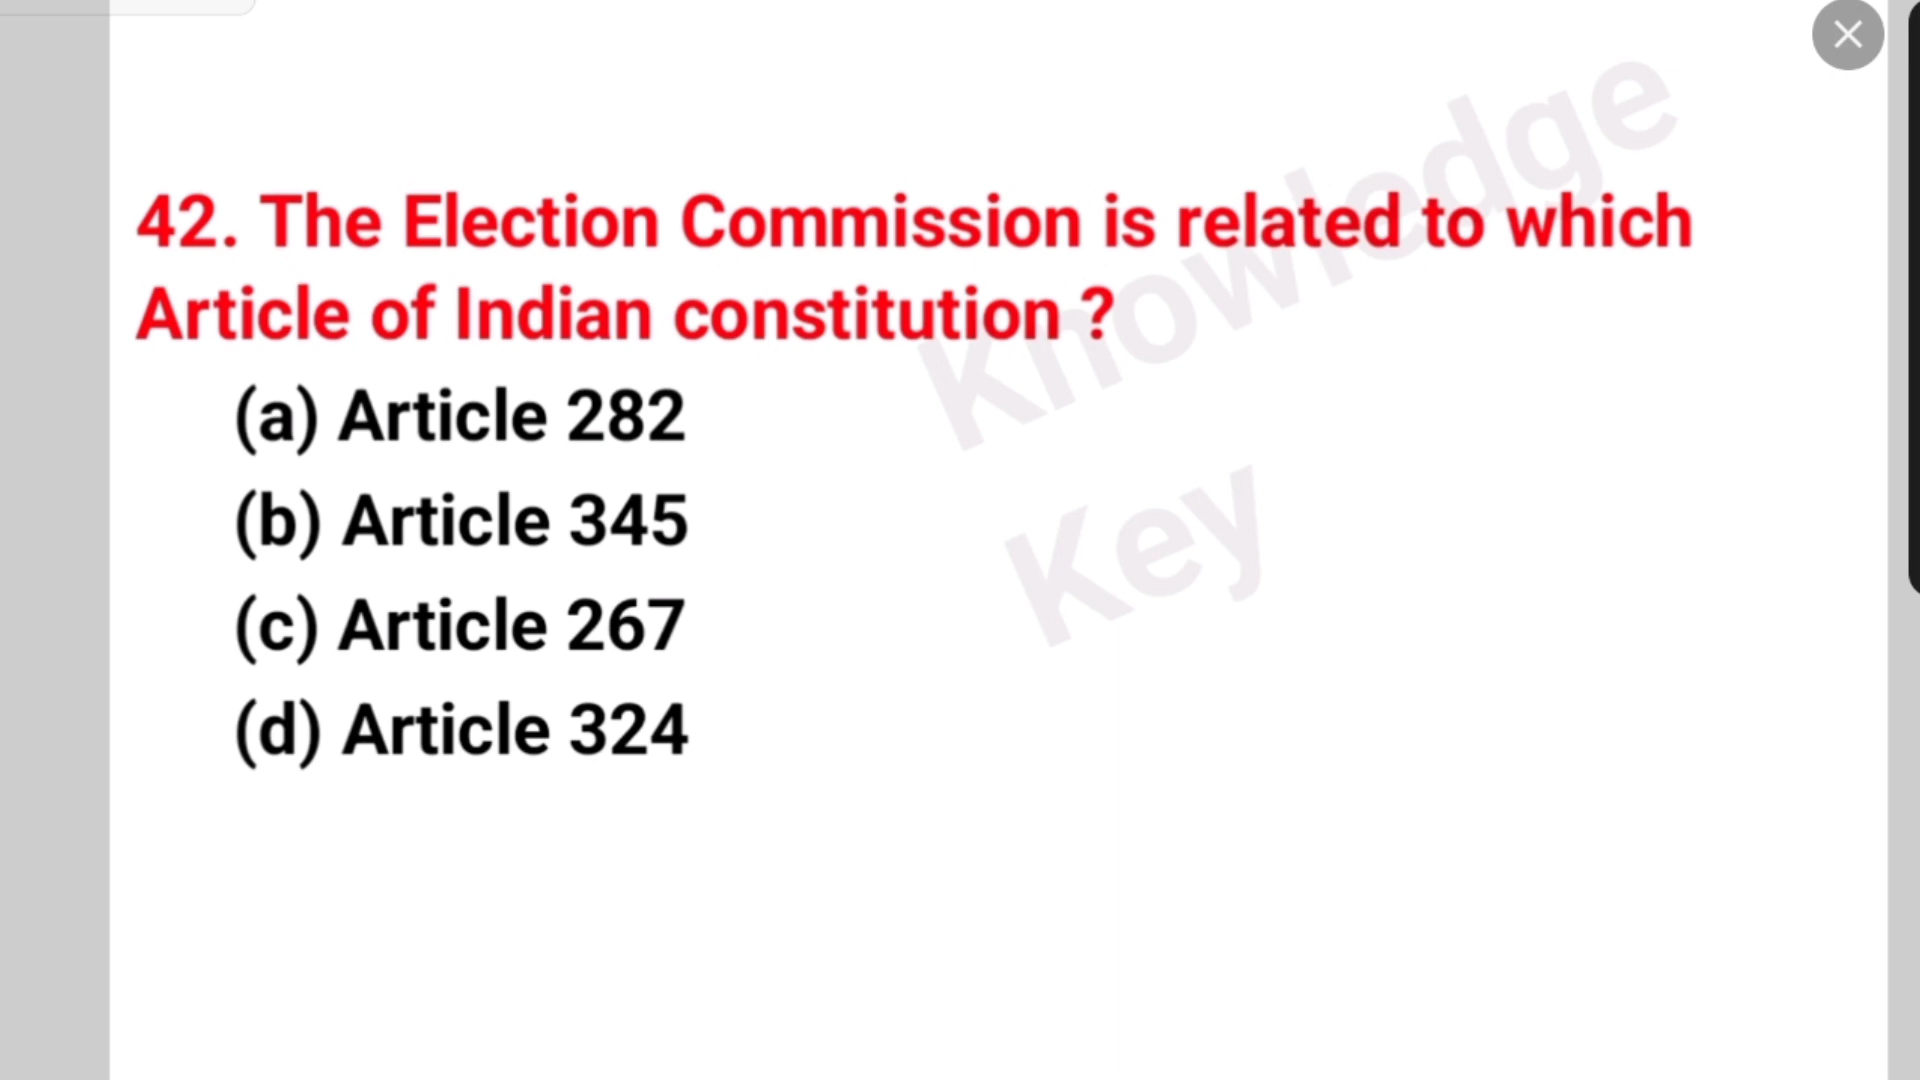 42. The Election Commission is related to which
Article of Indian constitution ?
(a) Article 282
(b) Article 345
(c) Article 267
(d) Article 324
Knowledge
Key